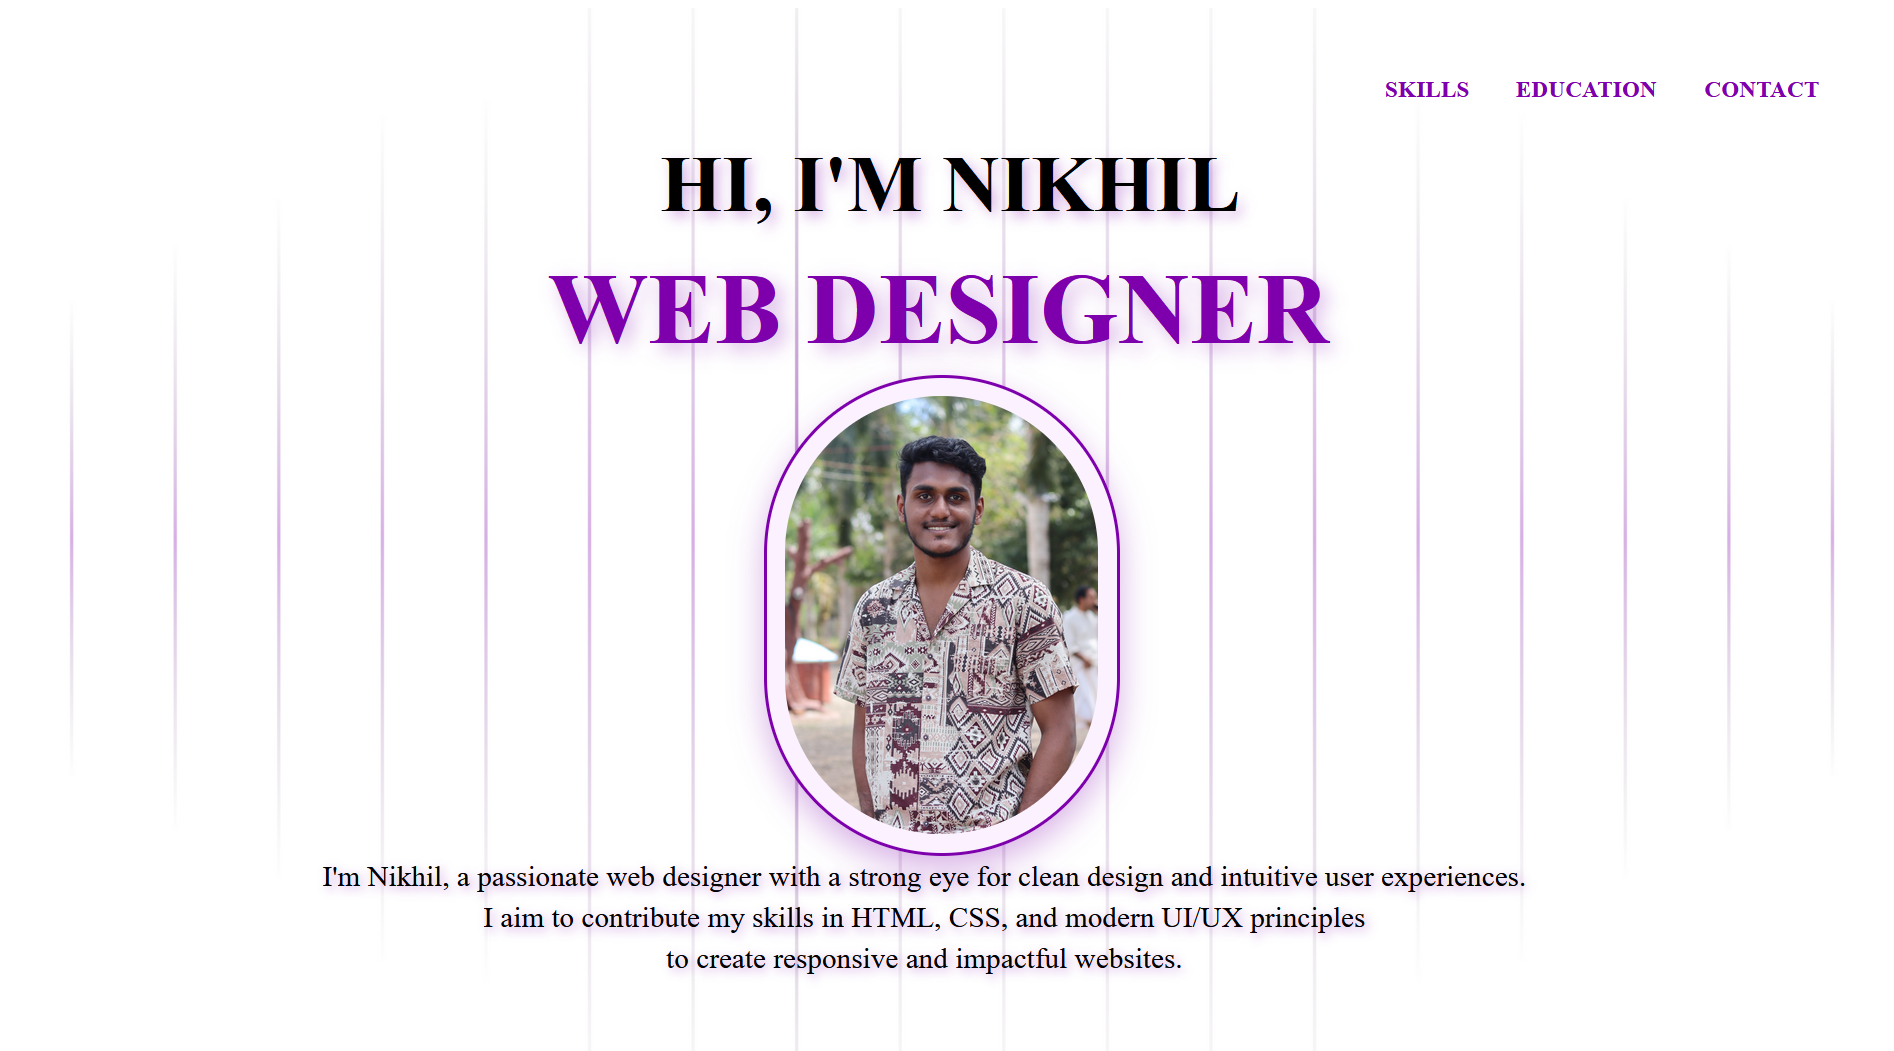 SKILLS EDUCATION CONTACT
HI, I'M NIKHIL
WEB DESIGNER
I'm Nikhil, a passionate web designer with a strong eye for clean design and intuitive user experiences.
I aim to contribute my skills in HTML, CSS, and modern UI/UX principles
to create responsive and impactful websites.